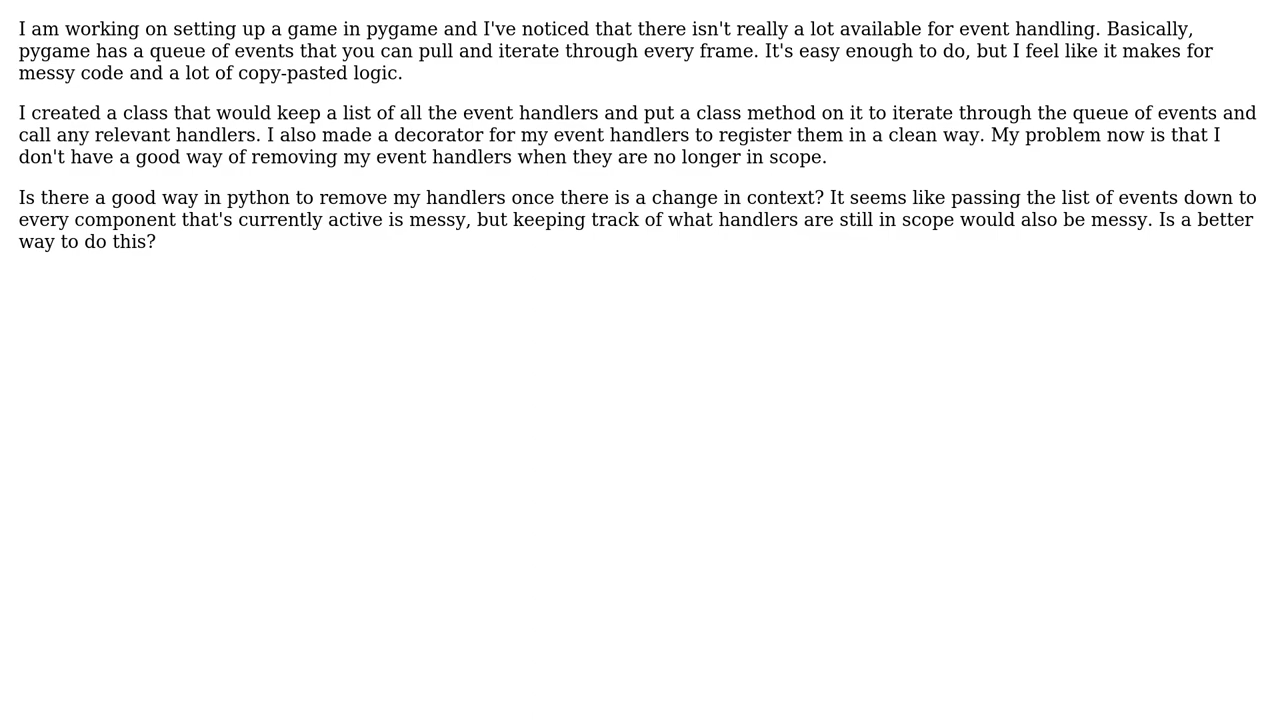 I am working on setting up a game in pygame and I've noticed that there isn't really a lot available for event handling. Basically,
pygame has a queue of events that you can pull and iterate through every frame. It's easy enough to do, but I feel like it makes for
messy code and a lot of copy-pasted logic.
I created a class that would keep a list of all the event handlers and put a class method on it to iterate through the queue of events and
call any relevant handlers. I also made a decorator for my event handlers to register them in a clean way. My problem now is that I
don't have a good way of removing my event handlers when they are no longer in scope.
Is there a good way in python to remove my handlers once there is a change in context? It seems like passing the list of events down to
every component that's currently active is messy, but keeping track of what handlers are still in scope would also be messy. Is a better
way to do this?